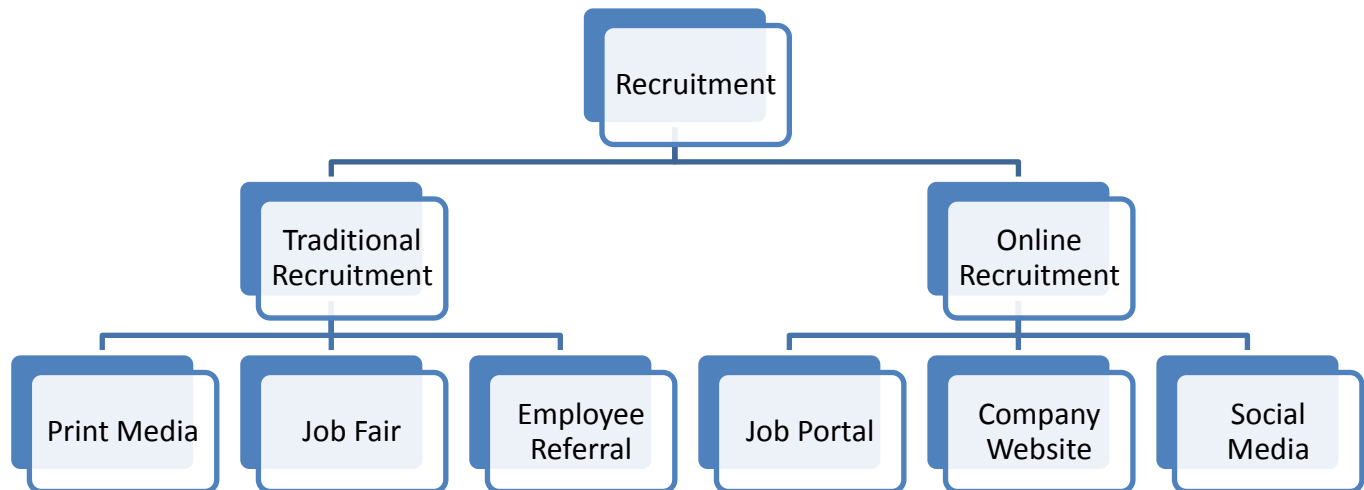 Recruitment
Traditional
Recruitment
Online
Recruitment
Print Media
Job Fair
Employee
Referral
Job Portal
Company
Website
Social
Media